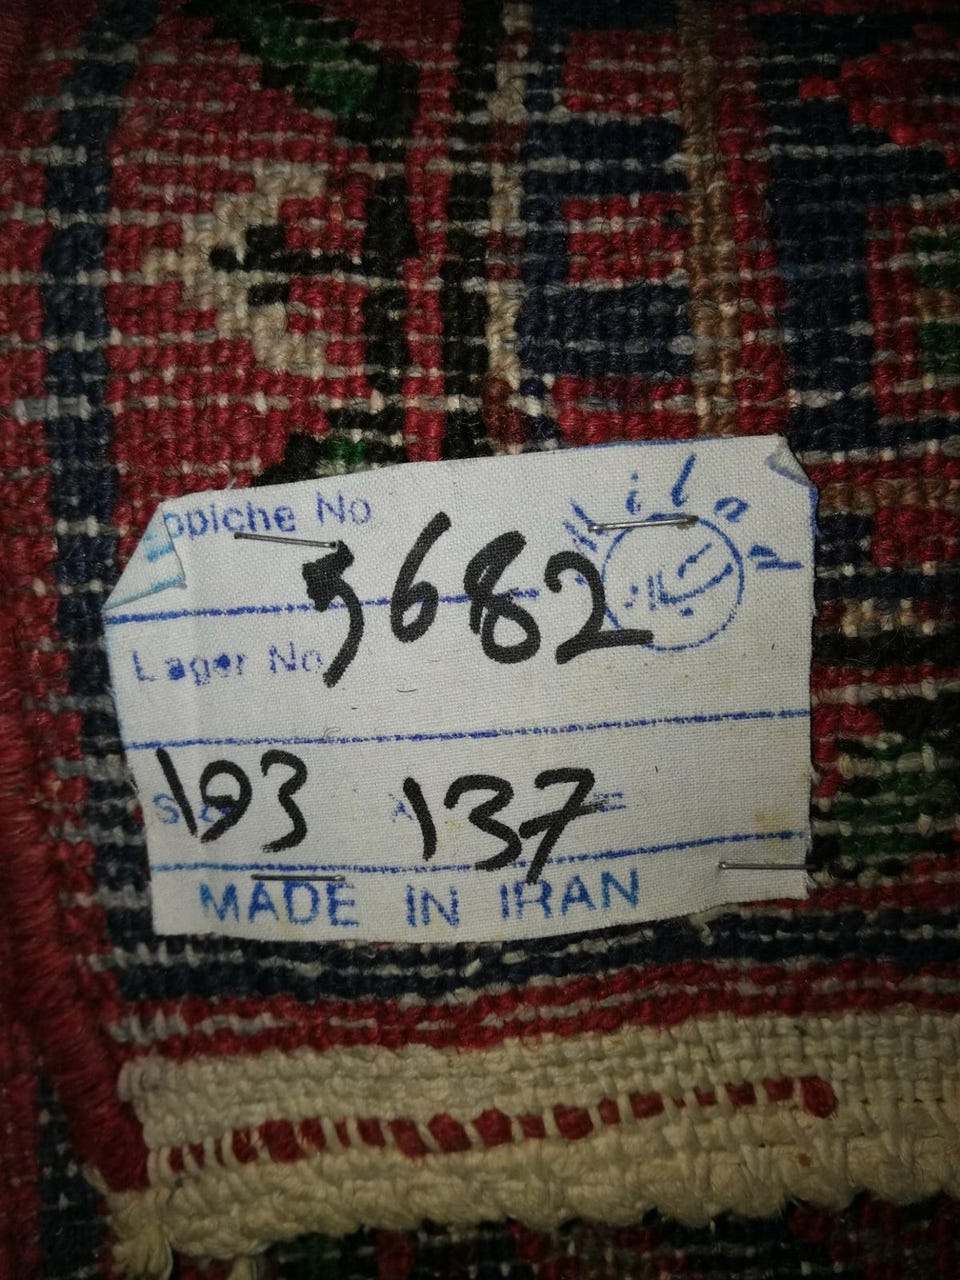 ppiche No 5682
Lager No
193 x 137
MADE IN IRAN